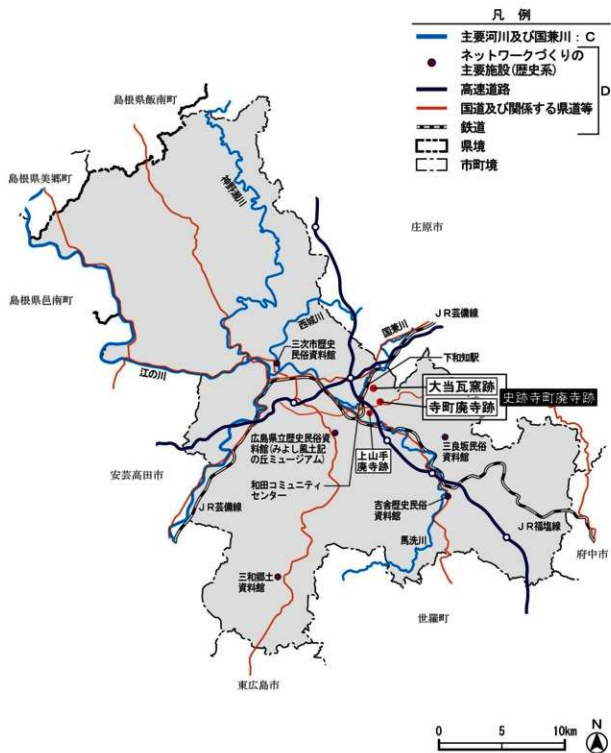 凡 例
主要河川及び国兼川：C
ネットワークづくりの
主要施設(歴史系)
D
高速道路
国道及び関係する県道等
鉄道
県境
市町境
島根県飯南町
島根県美郷町
神野瀬川
庄原市
島根県邑南町
西城川
国兼川
JR芸備線
三次市歴史
民俗資料館
下和知駅
江の川
大当瓦窯跡
史跡寺町廃寺跡
寺町廃寺跡
広島県立歴史民俗資
料館(みよし風土記
の丘ミュージアム)
上山手
廃寺跡
三良坂民俗
資料館
安芸高田市
和田コミュニティ
センター
吉舎歴史民俗
資料館
JR芸備線
JR福塩線
馬洗川
府中市
三和郷土
資料館
世羅町
東広島市
N
0 5 10km